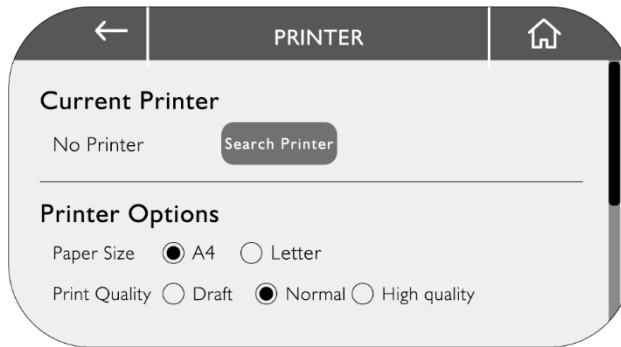 PRINTER
Current Printer
No Printer Search Printer
Printer Options
Paper Size A4 Letter
Print Quality Draft Normal High quality